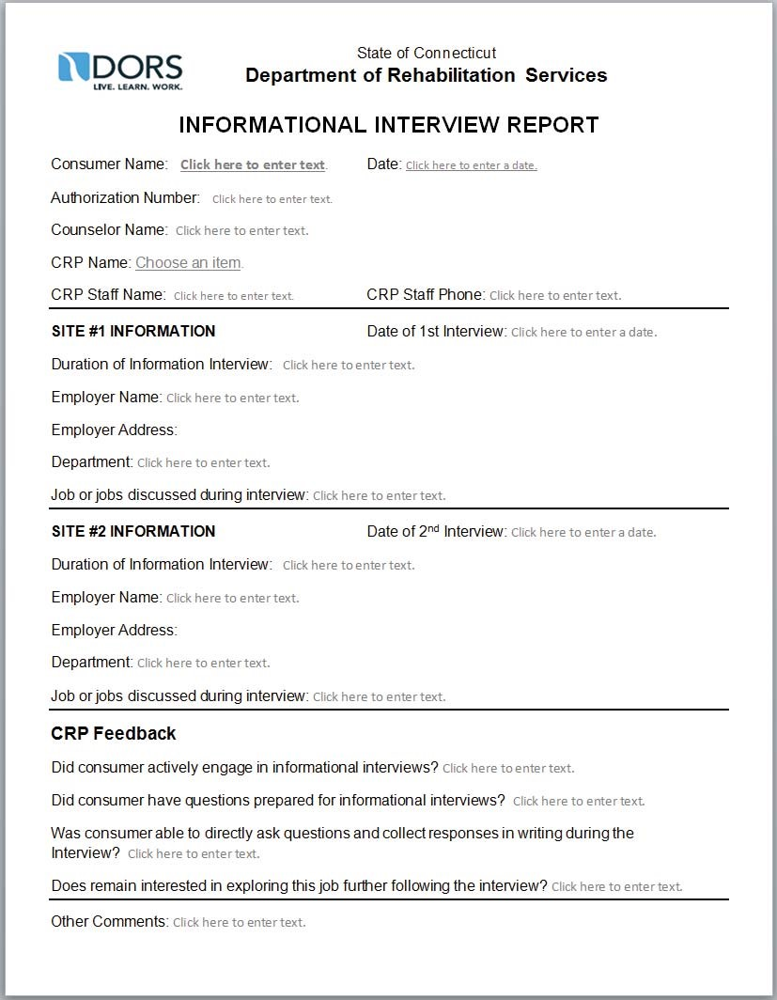 DORS
LIVE. LEARN. WORK.
State of Connecticut
Department of Rehabilitation Services
INFORMATIONAL INTERVIEW REPORT
Consumer Name: Click here to enter text. Date: Click here to enter a date.
Authorization Number: Click here to enter text.
Counselor Name: Click here to enter text.
CRP Name: Choose an item.
CRP Staff Name: Click here to enter text. CRP Staff Phone: Click here to enter text.
SITE #1 INFORMATION Date of 1st Interview: Click here to enter a date.
Duration of Information Interview: Click here to enter text.
Employer Name: Click here to enter text.
Employer Address:
Department: Click here to enter text.
Job or jobs discussed during interview: Click here to enter text.
SITE #2 INFORMATION Date of 2nd Interview: Click here to enter a date.
Duration of Information Interview: Click here to enter text.
Employer Name: Click here to enter text.
Employer Address:
Department: Click here to enter text.
Job or jobs discussed during interview: Click here to enter text.
CRP Feedback
Did consumer actively engage in informational interviews? Click here to enter text.
Did consumer have questions prepared for informational interviews? Click here to enter text.
Was consumer able to directly ask questions and collect responses in writing during the
Interview? Click here to enter text.
Does remain interested in exploring this job further following the interview? Click here to enter text.
Other Comments: Click here to enter text.